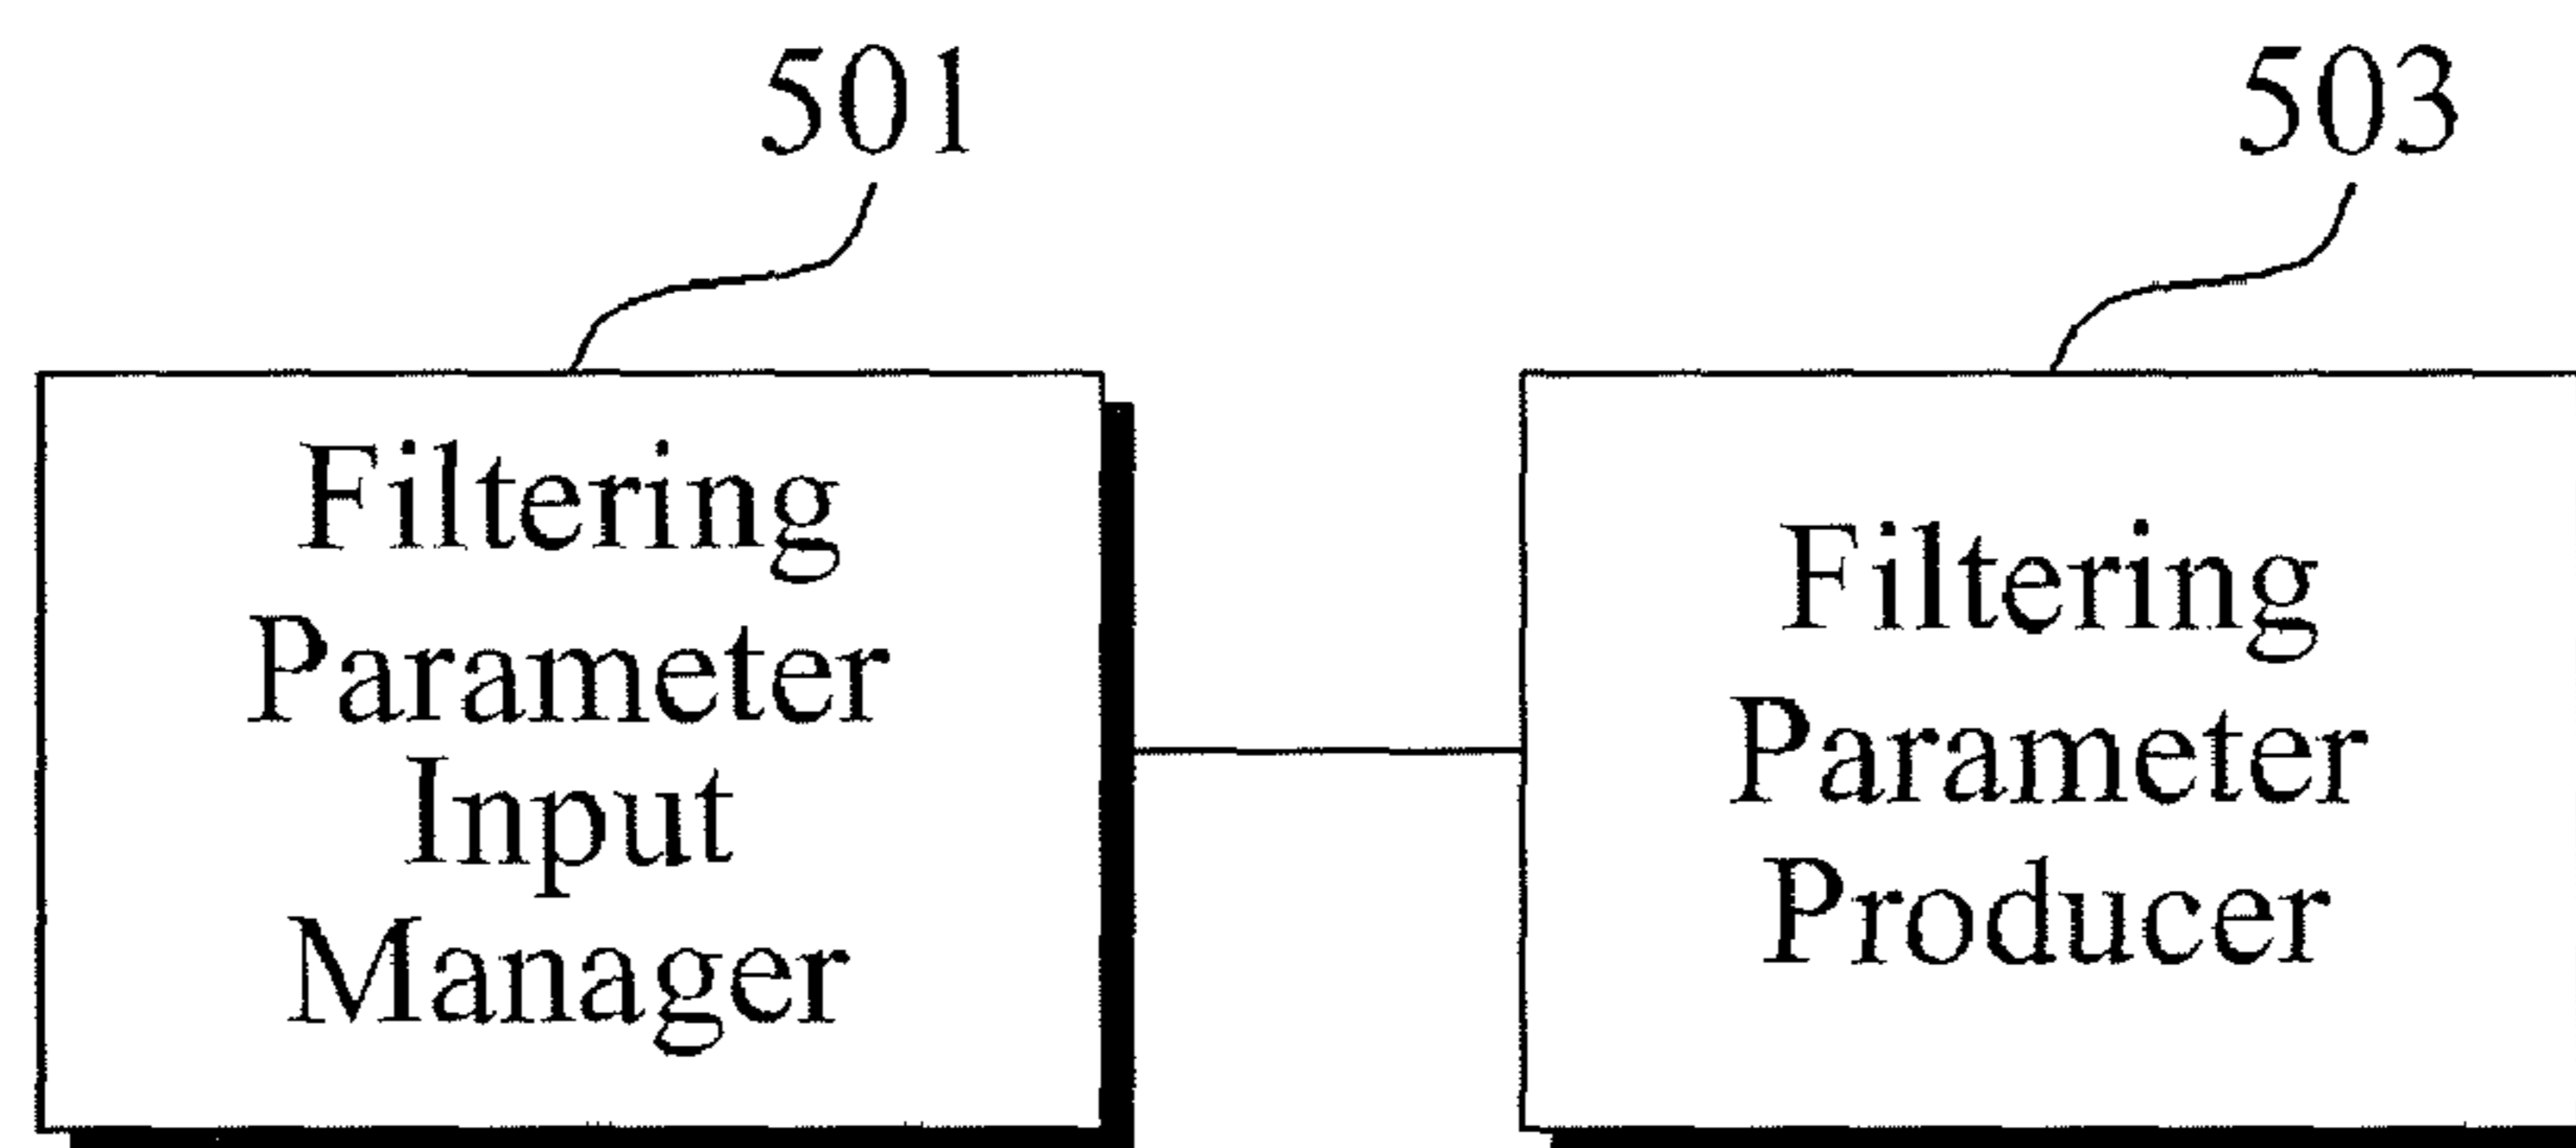 501
503
Filtering
Parameter
Input
Manager
Filtering
Parameter
Producer